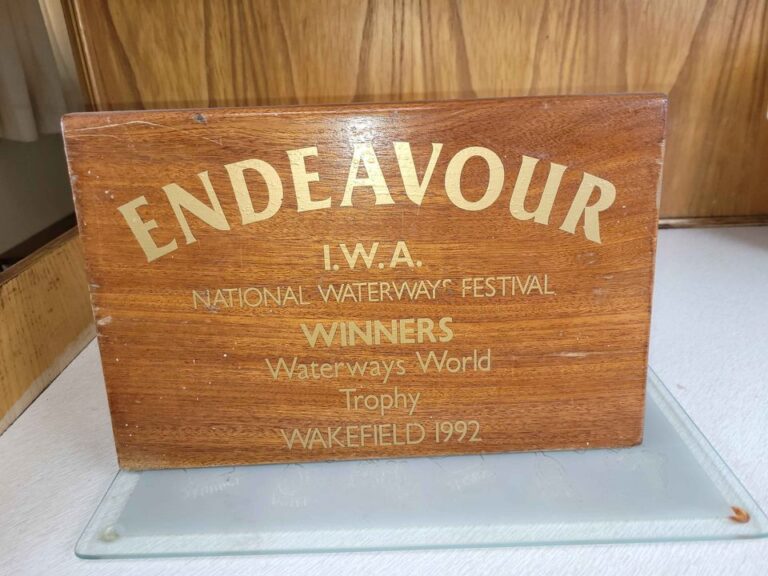 ENDEAVOUR
I.W.A.
NATIONAL WATERWAYS FESTIVAL
WINNERS
Waterways World
Trophy
WAKEFIELD 1992